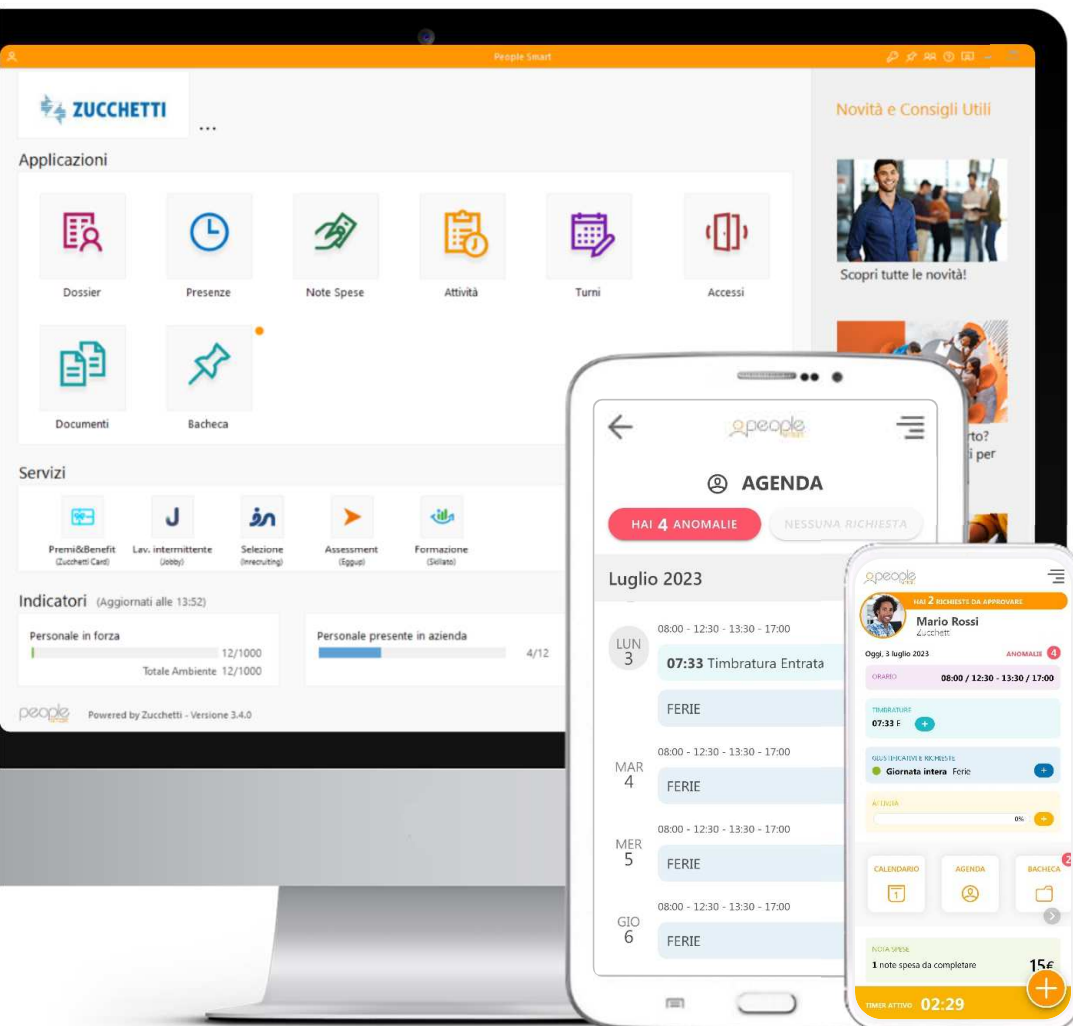 People Smart
ZUCCHETTI
...
Applicazioni
Dossier
Presenze
Note Spese
Attività
Turni
Accessi
Documenti
Bacheca
Servizi
Premi&Benefit
(Zucchetti Card)
Lav. intermittente
(Jobby)
Selezione
(Inrecruiting)
Assessment
(Eggup)
Formazione
(Skillato)
Indicatori (Aggiornati alle 13:52)
Personale in forza
12/1000
Totale Ambiente 12/1000
Personale presente in azienda
4/12
people
Powered by Zucchetti - Versione 3.4.0
Novità e Consigli Utili
Scopri tutte le novità!
rto?
i per
people
AGENDA
HAI 4 ANOMALIE
NESSUNA RICHIESTA
Luglio 2023
LUN
3
08:00 - 12:30 - 13:30 - 17:00
07:33 Timbratura Entrata
FERIE
MAR
4
08:00 - 12:30 - 13:30 - 17:00
FERIE
MER
5
08:00 - 12:30 - 13:30 - 17:00
FERIE
GIO
6
08:00 - 12:30 - 13:30 - 17:00
FERIE
people
HAI 2 RICHIESTE DA APPROVARE
Mario Rossi
Zucchetti
Oggi, 3 luglio 2023
ANOMALIE 4
ORARIO
08:00 / 12:30 - 13:30 / 17:00
TIMBRATURE
07:33 E
+
GIUSTIFICATIVI E RICHIESTE
Giornata intera Ferie
+
ATTIVITÀ
0%
+
CALENDARIO
1
AGENDA
BACHECA
2
NOTA SPESE
1 note spesa da completare
15€
TIMER ATTIVO 02:29
+